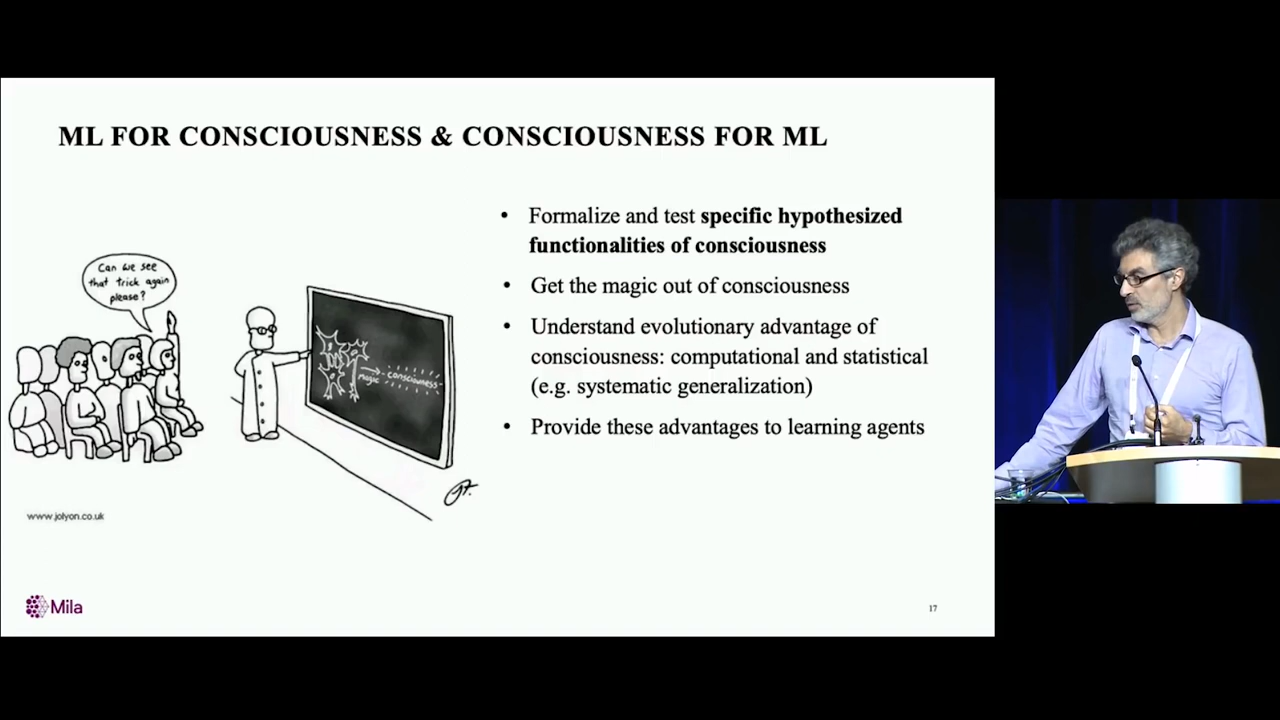 ML FOR CONSCIOUSNESS & CONSCIOUSNESS FOR ML
• Formalize and test specific hypothesized
functionalities of consciousness
• Get the magic out of consciousness
• Understand evolutionary advantage of
consciousness: computational and statistical
(e.g. systematic generalization)
• Provide these advantages to learning agents
Can we see
that trick again
please?
magic
consciousness
www.jolyon.co.uk
Mila
17